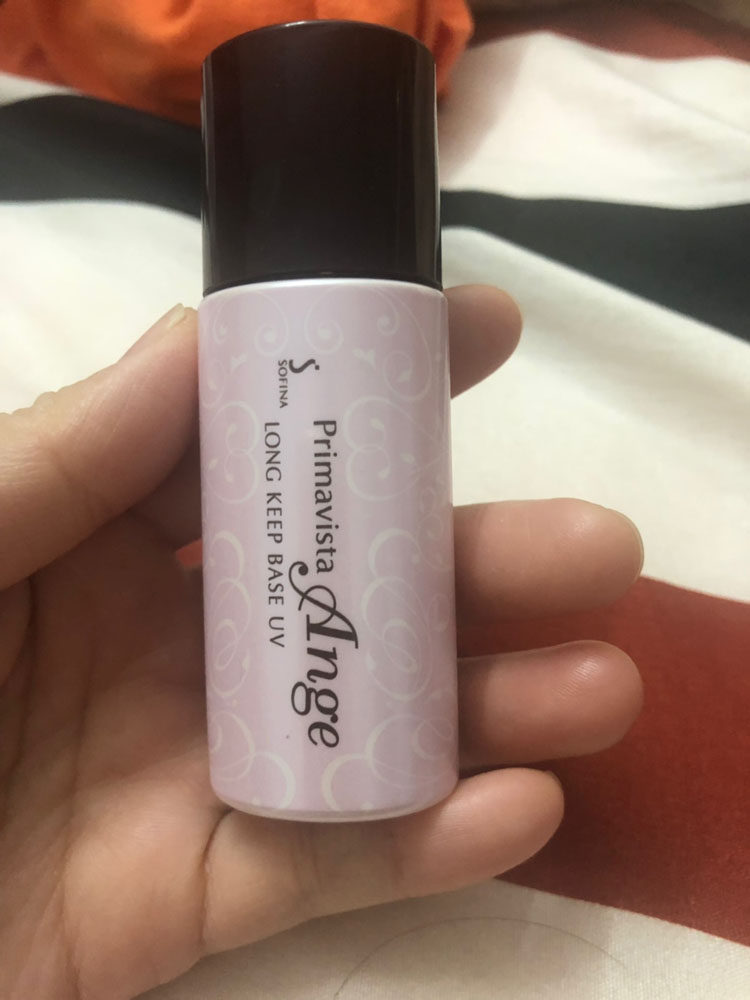 S
SOFINA
Primavista Ange
LONG KEEP BASE UV